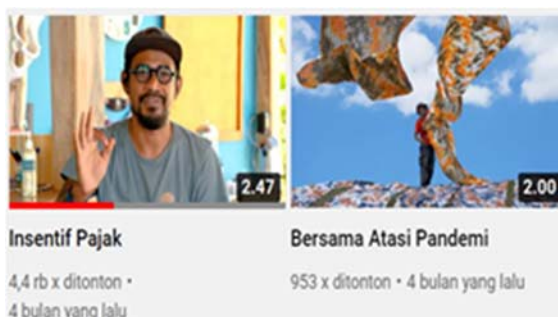 2.47
2.00
Insentif Pajak
Bersama Atasi Pandemi
4,4 rb x ditonton •
4 bulan yang lalu
953 x ditonton • 4 bulan yang lalu